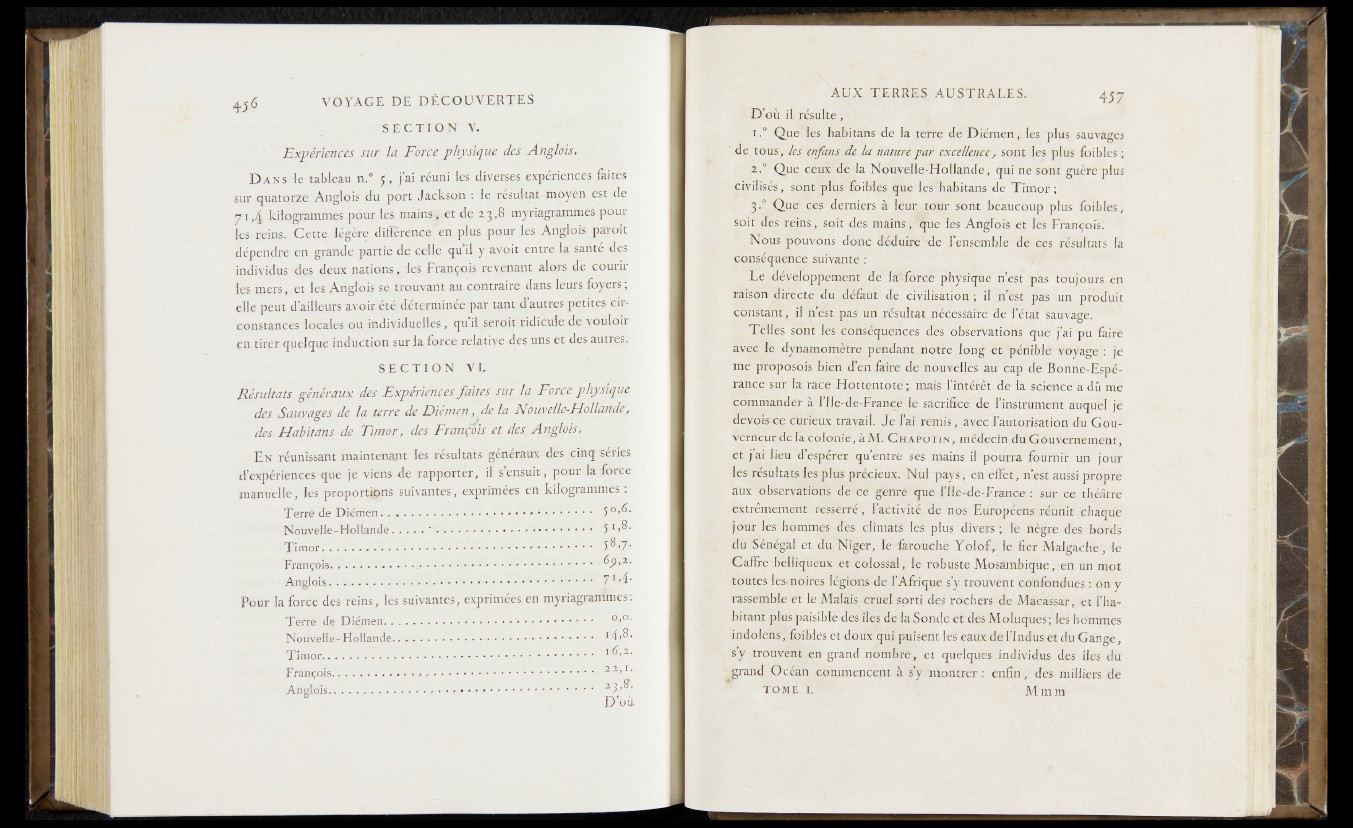 456 VOYAGE DE DÉCOUVERTES
SECTION V.
Expériences sur la Force physique des Anglois.
DANS le tableau n.° 5, j'ai réuni les diverses expériences faites
sur quatorze Anglois du port Jackson : le résultat moyen est de
71,4 kilogrammes pour les mains, et de 23,8 myriagrammes pour
les reins. Cette légère différence en plus pour les Anglois paroît
dépendre en grande partie de celle qu'il y avoit entre la santé des
individus des deux nations, les François revenant alors de courir
les mers, et les Anglois se trouvant au contraire dans leurs foyers;
elle peut d'ailleurs avoir été déterminée par tant d'autres petites cir-
constances locales ou individuelles, qu'il seroit ridicule de vouloir
en tirer quelque induction sur la force relative des uns et des autres.
SECTION VI.
Résultats généraux des Expériences faites sur la Force physique
des Sauvages de la terre de Diémen, de la Nouvelle-Hollande,
des Habitans de Timor, des François et des Anglois.
EN réunissant maintenant les résultats généraux des cinq séries
d'expériences que je viens de rapporter, il s'ensuit, pour la force
manuelle, les proportions suivantes, exprimées en kilogrammes :
Terre de Diémen........................ 50,6.
Nouvelle-Hollande........................ 51,8.
Timor........................ 58,7.
François........................ 69,2.
Anglois........................ 71,4.
Pour la force des reins, les suivantes, exprimées en myriagrammes:
Terre de Diémen........................ 0,0.
Nouvelle-Hollande........................ 14,8.
Timor........................ 16,2.
François........................ 22,1.
Anglois........................ 23,8.
D'où
AUX TERRES AUSTRALES. 457
D'où il résulte,
1.° Que les habitans de la terre de Diémen, les plus sauvages
de tous, les enfans de la nature par excellence, sont les plus foibles;
2.° Que ceux de la Nouvelle-Hollande, qui ne sont guère plus
civilisés, sont plus foibles que les habitans de Timor;
3.° Que ces derniers à leur tour sont beaucoup plus foibles,
soit des reins, soit des mains, que les Anglois et les François.
Nous pouvons donc déduire de l'ensemble de ces résultats la
conséquence suivante :
Le développement de la force physique n'est pas toujours en
raison directe du défaut de civilisation; il n'est pas un produit
constant, il n'est pas un résultat nécessaire de l'état sauvage.
Telles sont les conséquences des observations que j'ai pu faire
avec le dynamomètre pendant notre long et pénible voyage : je
me proposois bien d'en faire de nouvelles au cap de Bonne-Espé-
rance sur la race Hottentote; mais l'intérêt de la science a dû me
commander à l'Ile-de-France le sacrifice de l'instrument auquel je
devois ce curieux travail. Je l'ai remis, avec l'autorisation du Gou-
verneur de la colonie, à M. CHAPOTIN, médecin du Gouvernement,
et j'ai lieu d'espérer qu'entre ses mains il pourra fournir un jour
les résultats les plus précieux. Nul pays, en effet, n'est aussi propre
aux observations de ce genre que l'Ile-de-France : sur ce théâtre
extrêmement resserré, l'activité de nos Européens réunit chaque
jour les hommes des climats les plus divers; le nègre des bords
du Sénégal et du Niger, le farouche Yolof, le fier Malgache, le
Caffre belliqueux et colossal, le robuste Mosambique, en un mot
toutes les noires légions de l'Afrique s'y trouvent confondues : on y
rassemble et le Malais cruel sorti des rochers de Macassar, et l'ha-
bitant plus paisible des îles de la Sonde et des Moluques; les hommes
indolens, foibles et doux qui puisent les eaux de l'Indus et du Gange,
s'y trouvent en grand nombre, et quelques individus des îles du
grand Océan commencent à s'y montrer : enfin, des milliers de
TOME I. Mmm